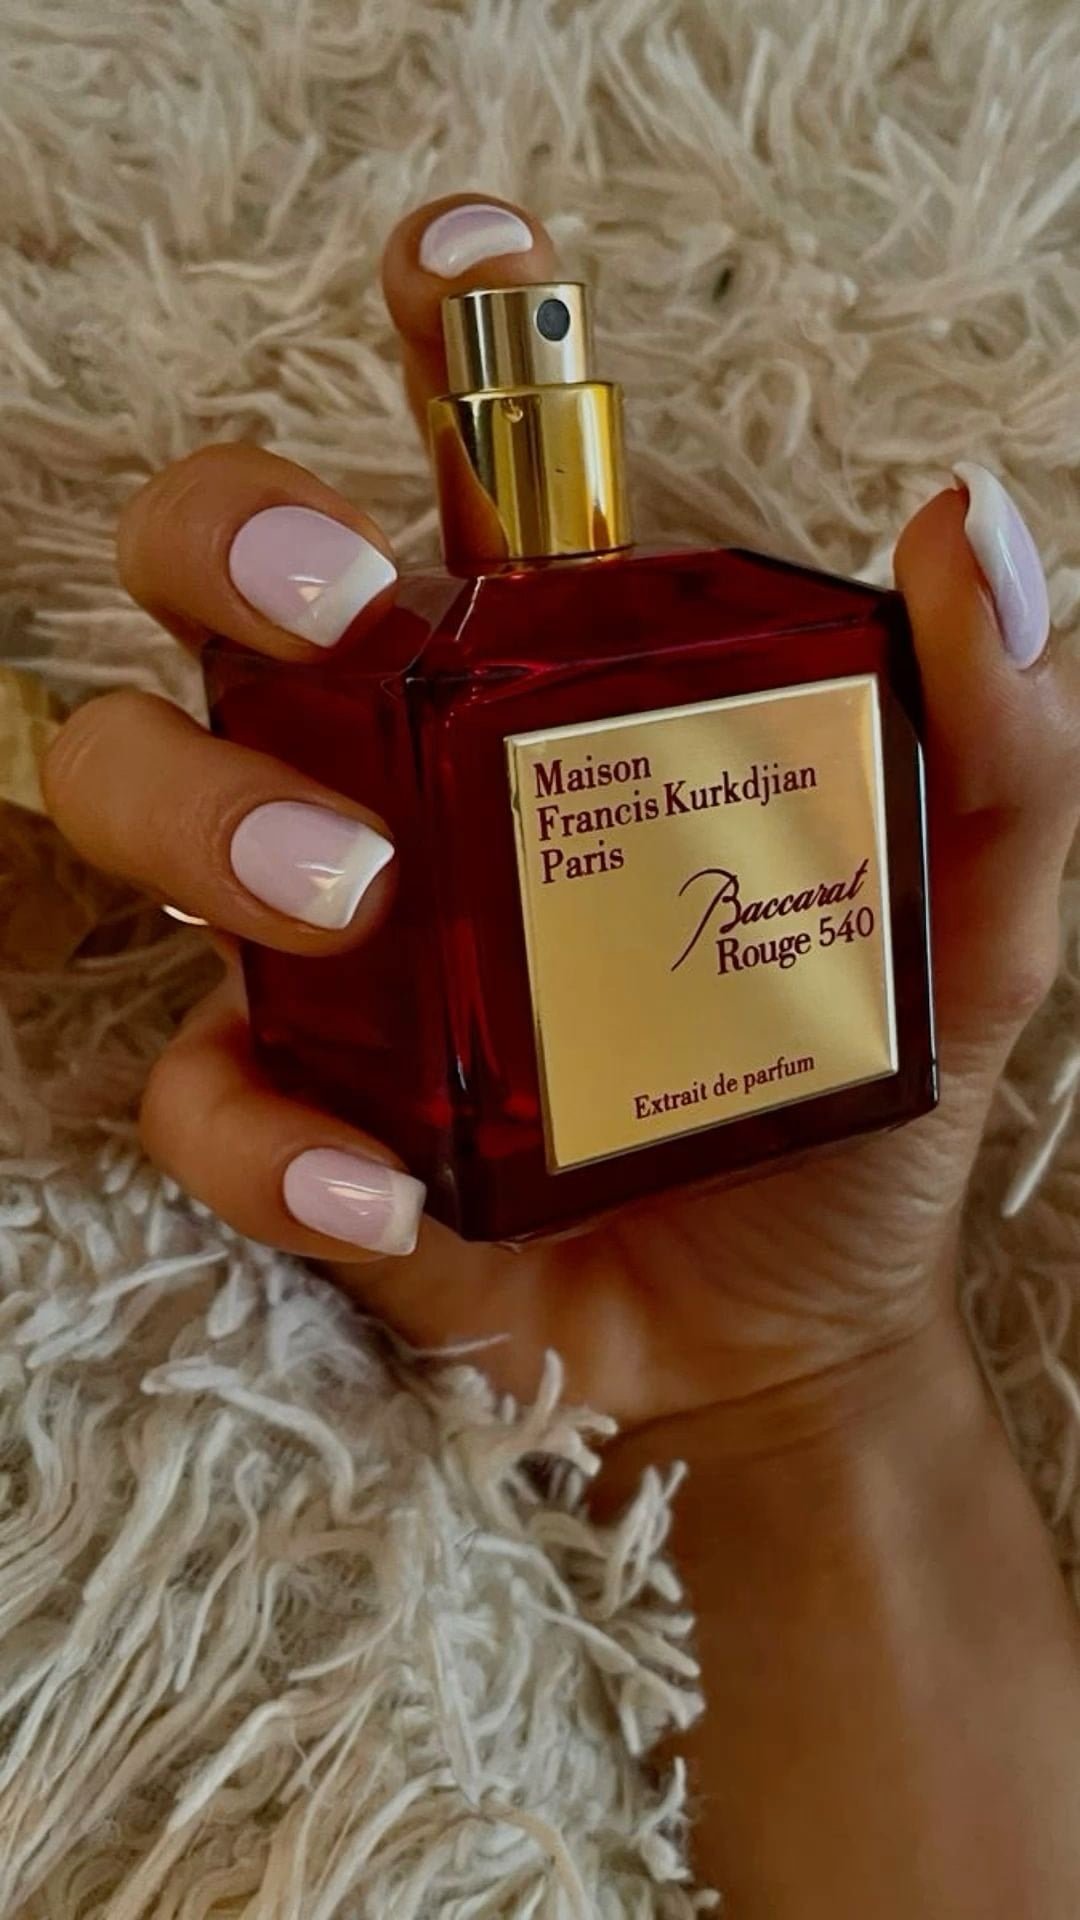 Maison
Francis Kurkdjian
Paris
Baccarat
Rouge 540
Extrait de parfum